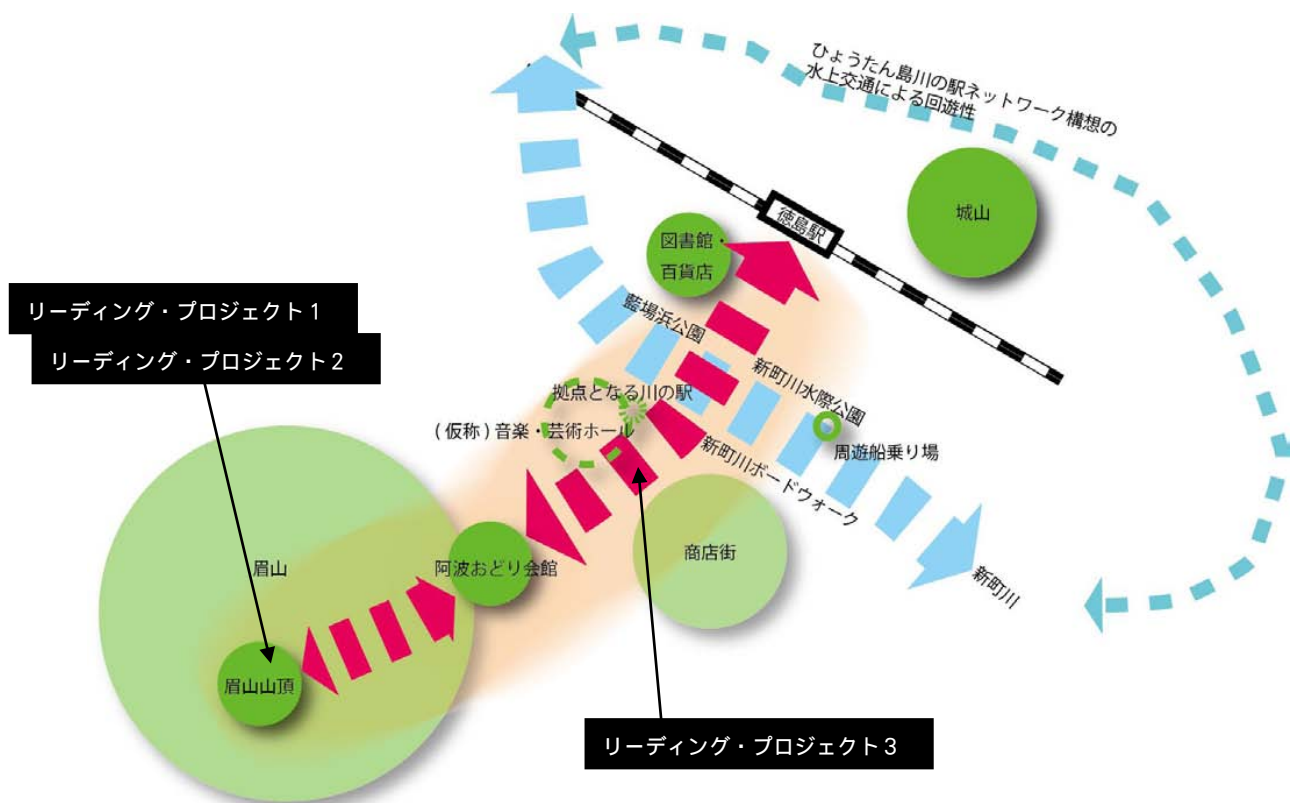 ひょうたん島川の駅ネットワーク構想の
水上交通による回遊性
城山
徳島駅
図書館・
百貨店
リーディング・プロジェクト1
リーディング・プロジェクト2
藍場浜公園
新町川水際公園
拠点となる川の駅
(仮称)音楽・芸術ホール
周遊船乗り場
新町川ボードウォーク
商店街
眉山
阿波おどり会館
新町川
眉山山頂
リーディング・プロジェクト3